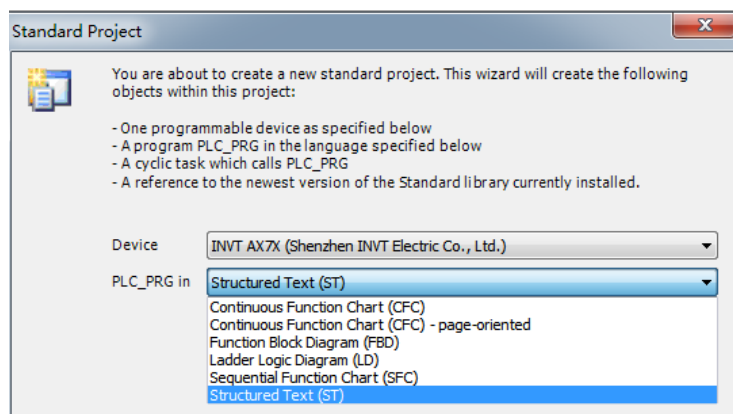 Standard Project
You are about to create a new standard project. This wizard will create the following
objects within this project:
- One programmable device as specified below
- A program PLC_PRG in the language specified below
- A cyclic task which calls PLC_PRG
- A reference to the newest version of the Standard library currently installed.
Device INVT AX7X (Shenzhen INVT Electric Co., Ltd.)
PLC_PRG in Structured Text (ST)
Continuous Function Chart (CFC)
Continuous Function Chart (CFC) - page-oriented
Function Block Diagram (FBD)
Ladder Logic Diagram (LD)
Sequential Function Chart (SFC)
Structured Text (ST)